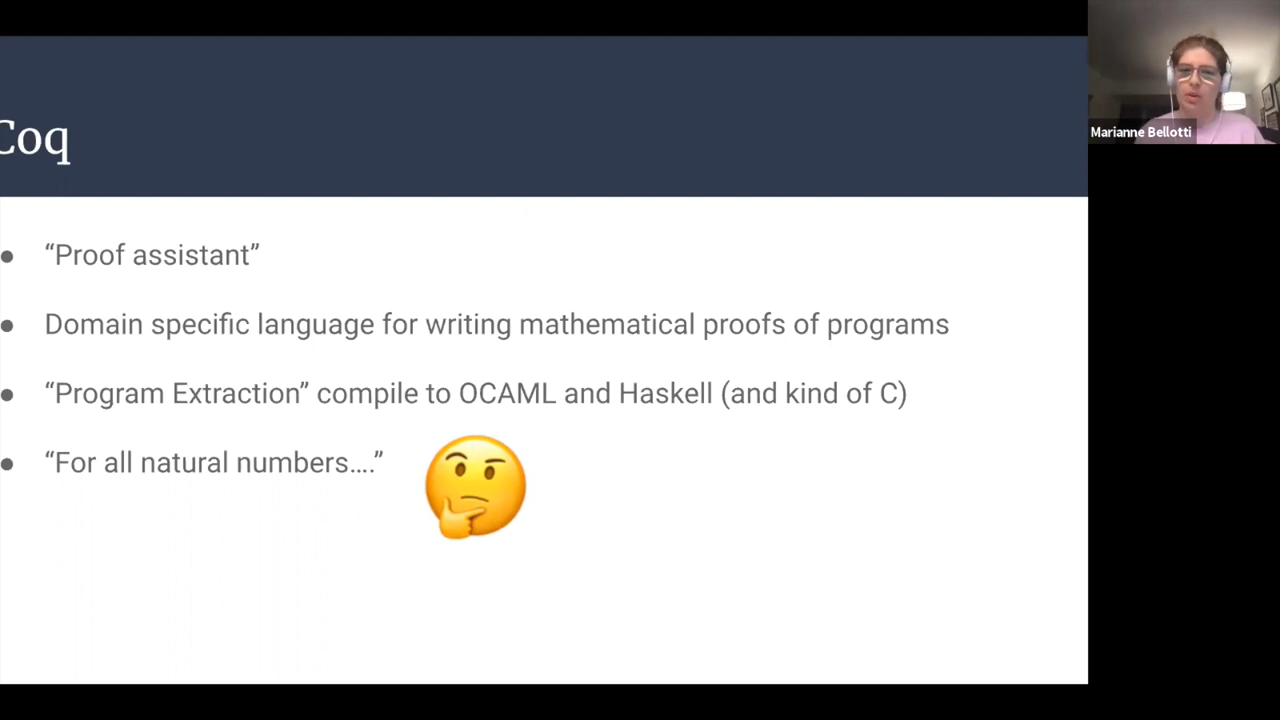 Coq
Marianne Bellotti
“Proof assistant”
Domain specific language for writing mathematical proofs of programs
“Program Extraction” compile to OCAML and Haskell (and kind of C)
“For all natural numbers....”